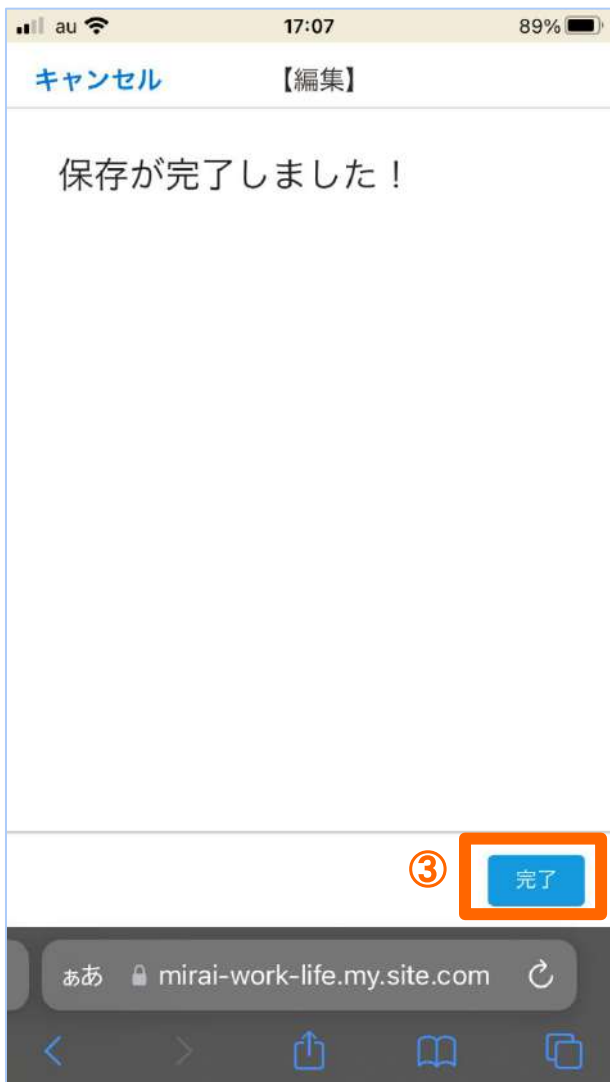 au 17:07 89%
キャンセル 【編集】
保存が完了しました！
③ 完了
ぁあ mirai-work-life.my.site.com